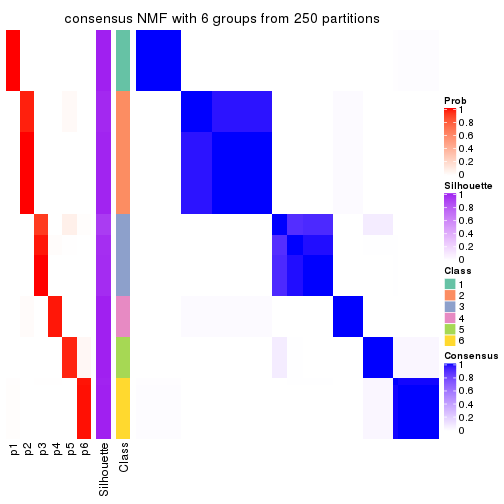 consensus NMF with 6 groups from 250 partitions
Prob
1
0.8
0.6
0.4
0.2
0
Silhouette
1
0.8
0.6
0.4
0.2
0
Class
1
2
3
4
5
6
Consensus
1
0.8
0.6
0.4
0.2
0
p1
p2
p3
p4
p5
p6
Silhouette
Class